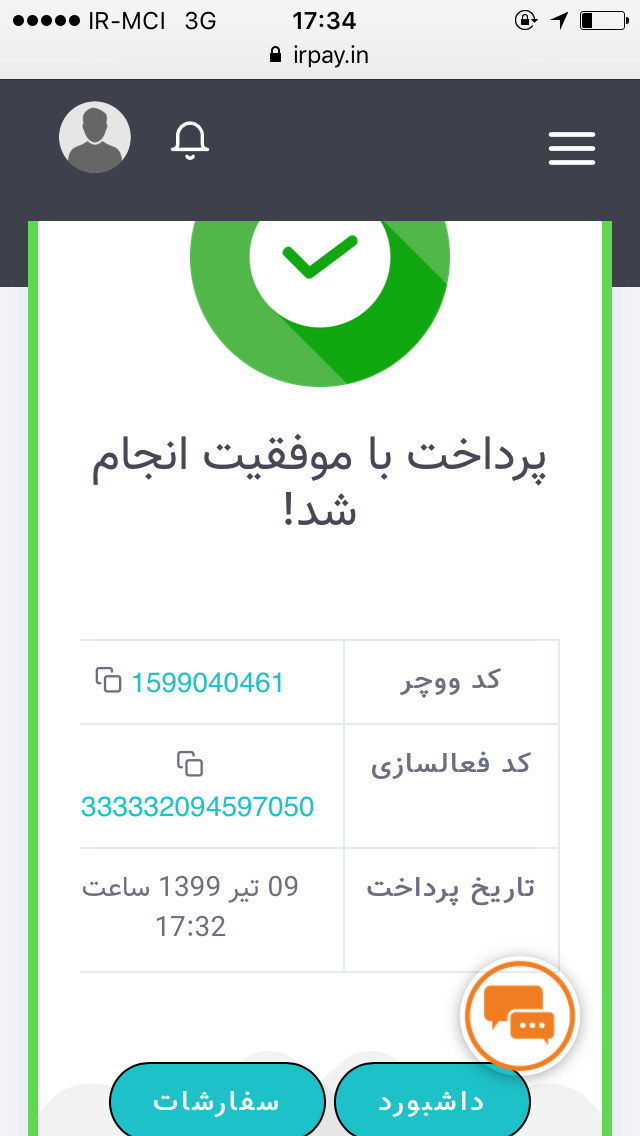 IR-MCI 3G 17:34
irpay.in
پرداخت با موفقیت انجام
شد!
کد ووچر 1599040461
کد فعالسازی
333332094597050
تاریخ پرداخت 09 تیر 1399 ساعت
17:32
داشبورد سفارشات